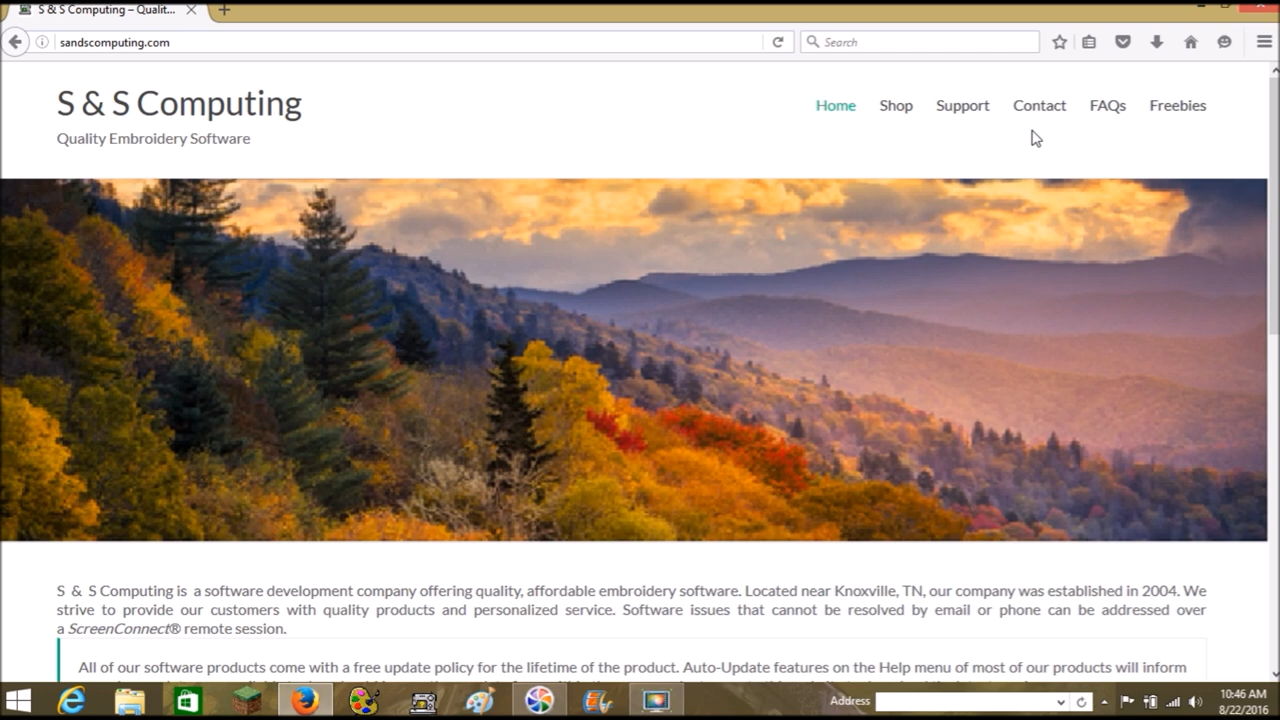 S & S Computing – Qualit...
sandscomputing.com
Search
S & S Computing
Home Shop Support Contact FAQs Freebies
Quality Embroidery Software
S & S Computing is a software development company offering quality, affordable embroidery software. Located near Knoxville, TN, our company was established in 2004. We
strive to provide our customers with quality products and personalized service. Software issues that cannot be resolved by email or phone can be addressed over
a ScreenConnect® remote session.
All of our software products come with a free update policy for the lifetime of the product. Auto-Update features on the Help menu of most of our products will inform
Address
10:46 AM
8/22/2016